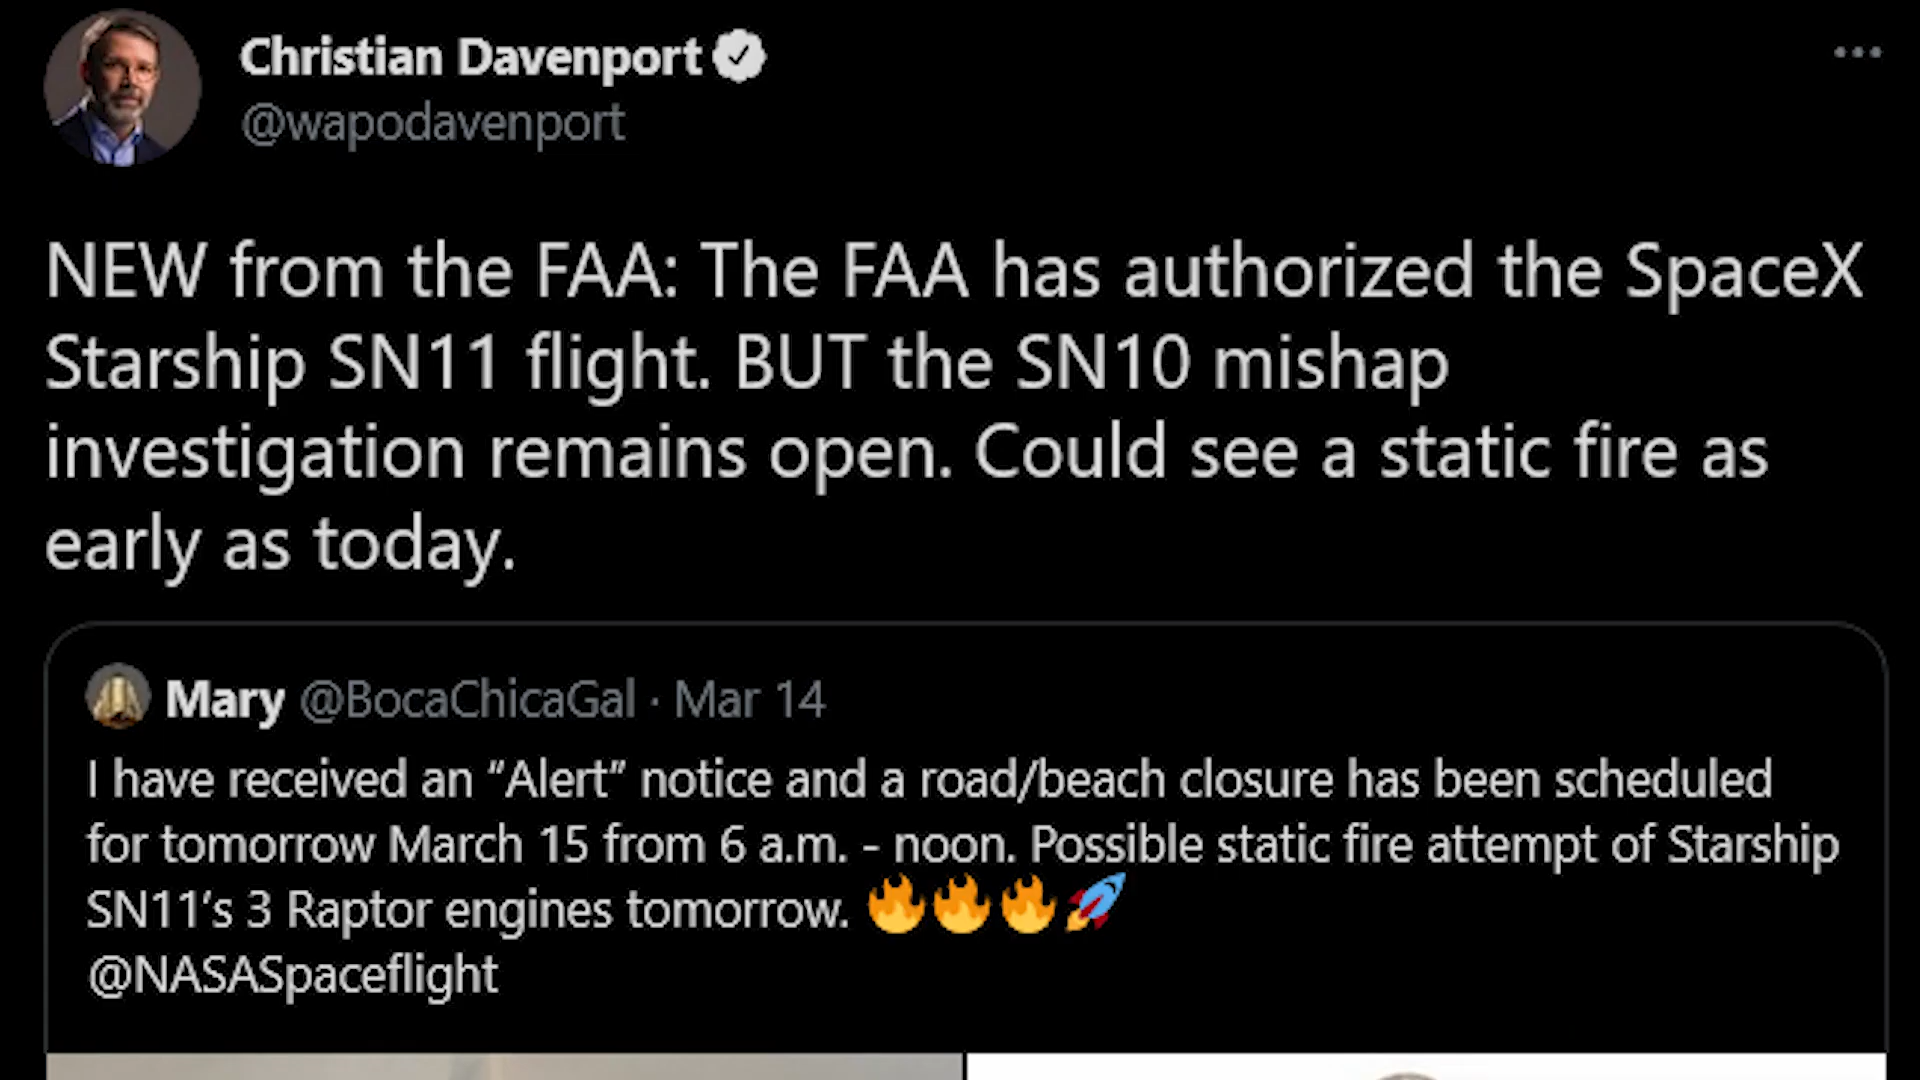 Christian Davenport
@wapodavenport
NEW from the FAA: The FAA has authorized the SpaceX
Starship SN11 flight. BUT the SN10 mishap
investigation remains open. Could see a static fire as
early as today.
Mary @BocaChicaGal · Mar 14
I have received an “Alert” notice and a road/beach closure has been scheduled
for tomorrow March 15 from 6 a.m. - noon. Possible static fire attempt of Starship
SN11’s 3 Raptor engines tomorrow. 🔥🔥🔥🚀
@NASASpaceflight